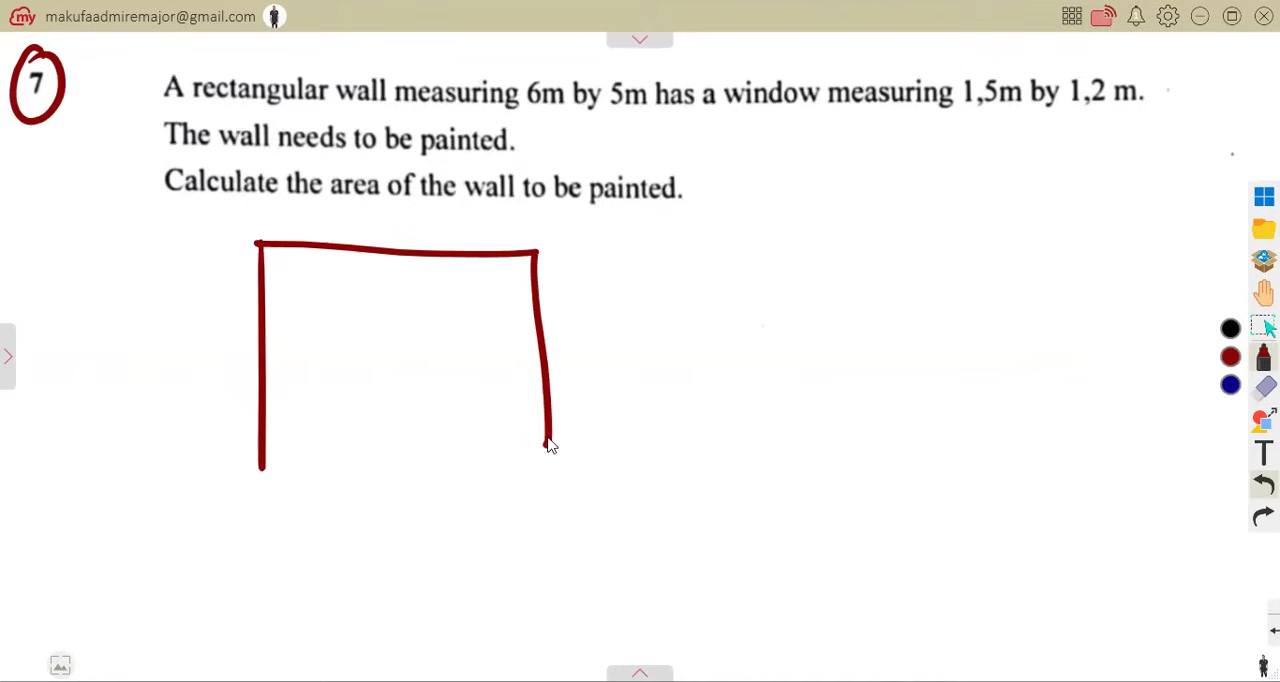 my makufaadmiremajor@gmail.com
7 A rectangular wall measuring 6m by 5m has a window measuring 1,5m by 1,2 m.
The wall needs to be painted.
Calculate the area of the wall to be painted.
T